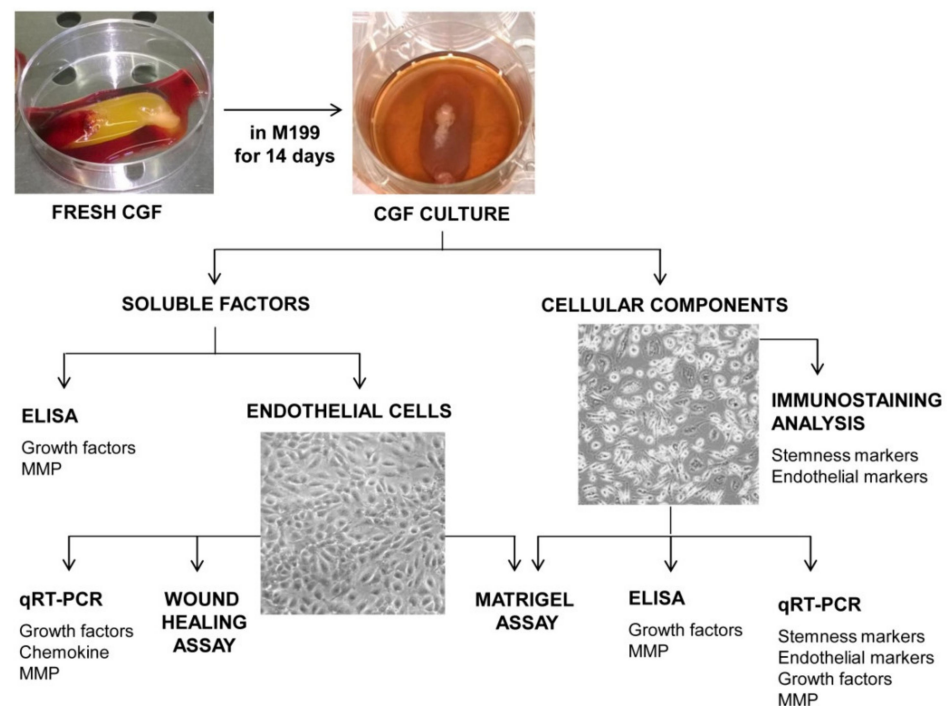 in M199
for 14 days
FRESH CGF
CGF CULTURE
SOLUBLE FACTORS
CELLULAR COMPONENTS
ELISA
Growth factors
MMP
ENDOTHELIAL CELLS
IMMUNOSTAINING
ANALYSIS
Stemness markers
Endothelial markers
qRT-PCR
Growth factors
Chemokine
MMP
WOUND
HEALING
ASSAY
MATRIGEL
ASSAY
ELISA
Growth factors
MMP
qRT-PCR
Stemness markers
Endothelial markers
Growth factors
MMP